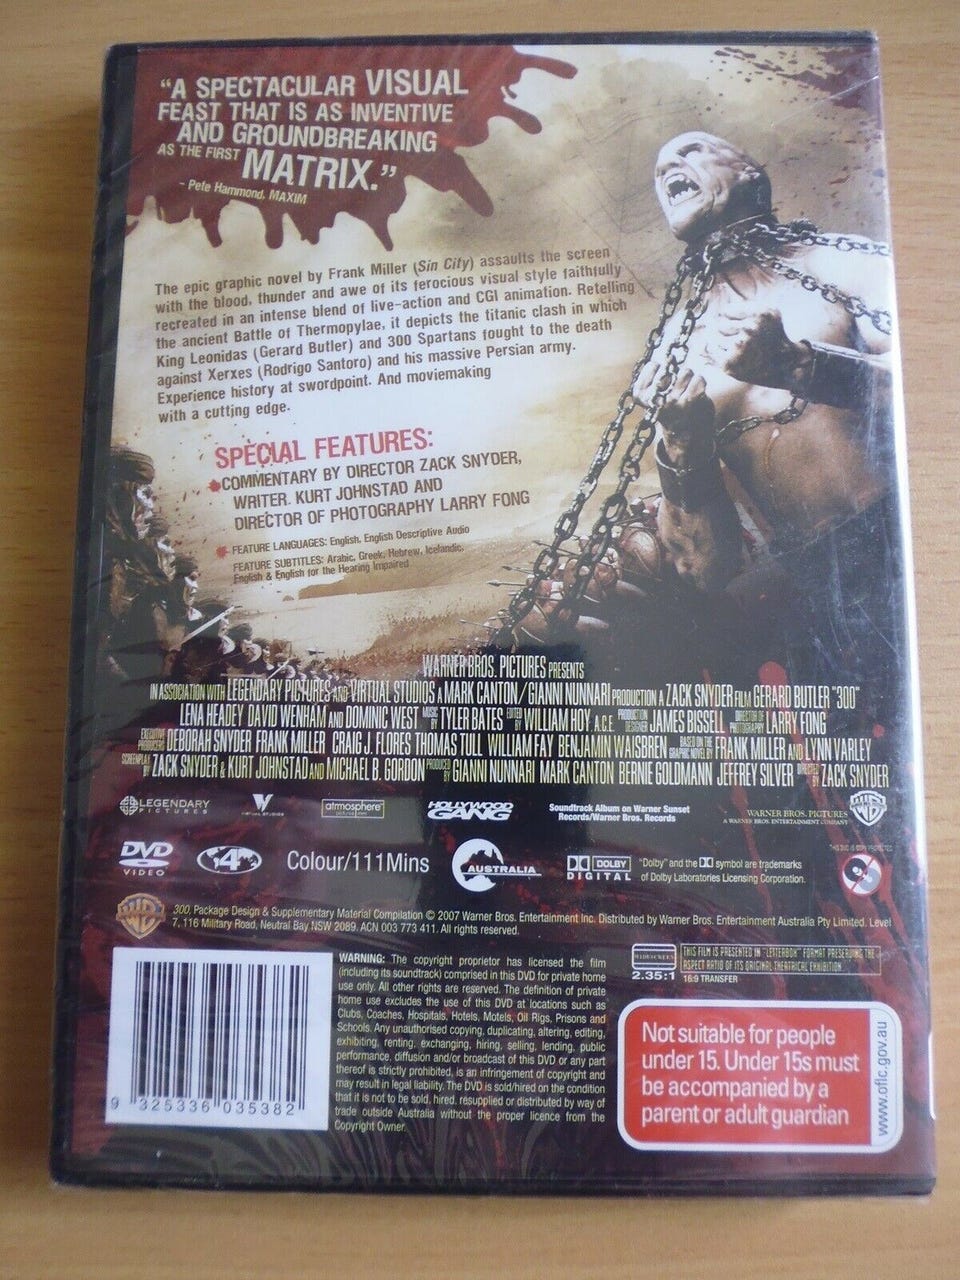 "A SPECTACULAR VISUAL
FEAST THAT IS AS INVENTIVE
AND GROUNDBREAKING
AS THE FIRST MATRIX."
- Pete Hammond, MAXIM
The epic graphic novel by Frank Miller (Sin City) assaults the screen
with the blood, thunder and awe of its ferocious visual style faithfully
recreated in an intense blend of live-action and CGI animation. Retelling
the ancient Battle of Thermopylae, it depicts the titanic clash in which
King Leonidas (Gerard Butler) and 300 Spartans fought to the death
against Xerxes (Rodrigo Santoro) and his massive Persian army.
Experience history at swordpoint. And moviemaking
with a cutting edge.
SPECIAL FEATURES:
COMMENTARY BY DIRECTOR ZACK SNYDER,
WRITER KURT JOHNSTAD AND
DIRECTOR OF PHOTOGRAPHY LARRY FONG
FEATURE LANGUAGES: English, English Descriptive Audio
FEATURE SUBTITLES: Arabic, Greek, Hebrew, Icelandic,
English & English for the Hearing Impaired
WARNER BROS. PICTURES PRESENTS
IN ASSOCIATION WITH LEGENDARY PICTURES AND VIRTUAL STUDIOS A MARK CANTON/GIANNI NUNNARI PRODUCTION A ZACK SNYDER FILM GERARD BUTLER "300"
LENA HEADEY DAVID WENHAM AND DOMINIC WEST MUSIC BY TYLER BATES EDITED BY WILLIAM HOY, A.C.E. PRODUCTION DESIGNER JAMES BISSELL DIRECTOR OF PHOTOGRAPHY LARRY FONG
EXECUTIVE PRODUCERS DEBORAH SNYDER FRANK MILLER CRAIG J. FLORES THOMAS TULL WILLIAM FAY BENJAMIN WAISBREN BASED ON THE GRAPHIC NOVEL BY FRANK MILLER AND LYNN VARLEY
SCREENPLAY BY ZACK SNYDER & KURT JOHNSTAD AND MICHAEL B. GORDON PRODUCED BY GIANNI NUNNARI MARK CANTON BERNIE GOLDMANN JEFFREY SILVER DIRECTED BY ZACK SNYDER
LEGENDARY PICTURES
VIRTUAL STUDIOS
atmosphere
HOLLYWOOD GANG
Soundtrack Album on Warner Sunset
Records/Warner Bros. Records
WARNER BROS. PICTURES
A WARNER BROS. ENTERTAINMENT COMPANY
DVD VIDEO
4
Colour/111Mins
AUSTRALIA
DOLBY DIGITAL
"Dolby" and the symbol are trademarks
of Dolby Laboratories Licensing Corporation.
THIS DVD IS COPY PROTECTED
300, Package Design & Supplementary Material Compilation © 2007 Warner Bros. Entertainment Inc. Distributed by Warner Bros. Entertainment Australia Pty Limited. Level
7, 116 Military Road, Neutral Bay NSW 2089. ACN 003 773 411. All rights reserved.
9 325336 035382
WARNING: The copyright proprietor has licensed the film
(including its soundtrack) comprised in this DVD for private home
use only. All other rights are reserved. The definition of private
home use excludes the use of this DVD at locations such as
Clubs, Coaches, Hospitals, Hotels, Motels, Oil Rigs, Prisons and
Schools. Any unauthorised copying, duplicating, altering, editing,
exhibiting, renting, exchanging, hiring, selling, lending, public
performance, diffusion and/or broadcast of this DVD or any part
thereof is strictly prohibited, is an infringement of copyright and
may result in legal liability. The DVD is sold/hired on the condition
that it is not to be sold, hired, resupplied or distributed by way of
trade outside Australia without the proper licence from the
Copyright Owner.
WIDESCREEN
2.35:1
THIS FILM IS PRESENTED IN "LETTERBOX" FORMAT PRESERVING THE
ASPECT RATIO OF ITS ORIGINAL THEATRICAL EXHIBITION
16:9 TRANSFER
Not suitable for people
under 15. Under 15s must
be accompanied by a
parent or adult guardian
www.oflc.gov.au